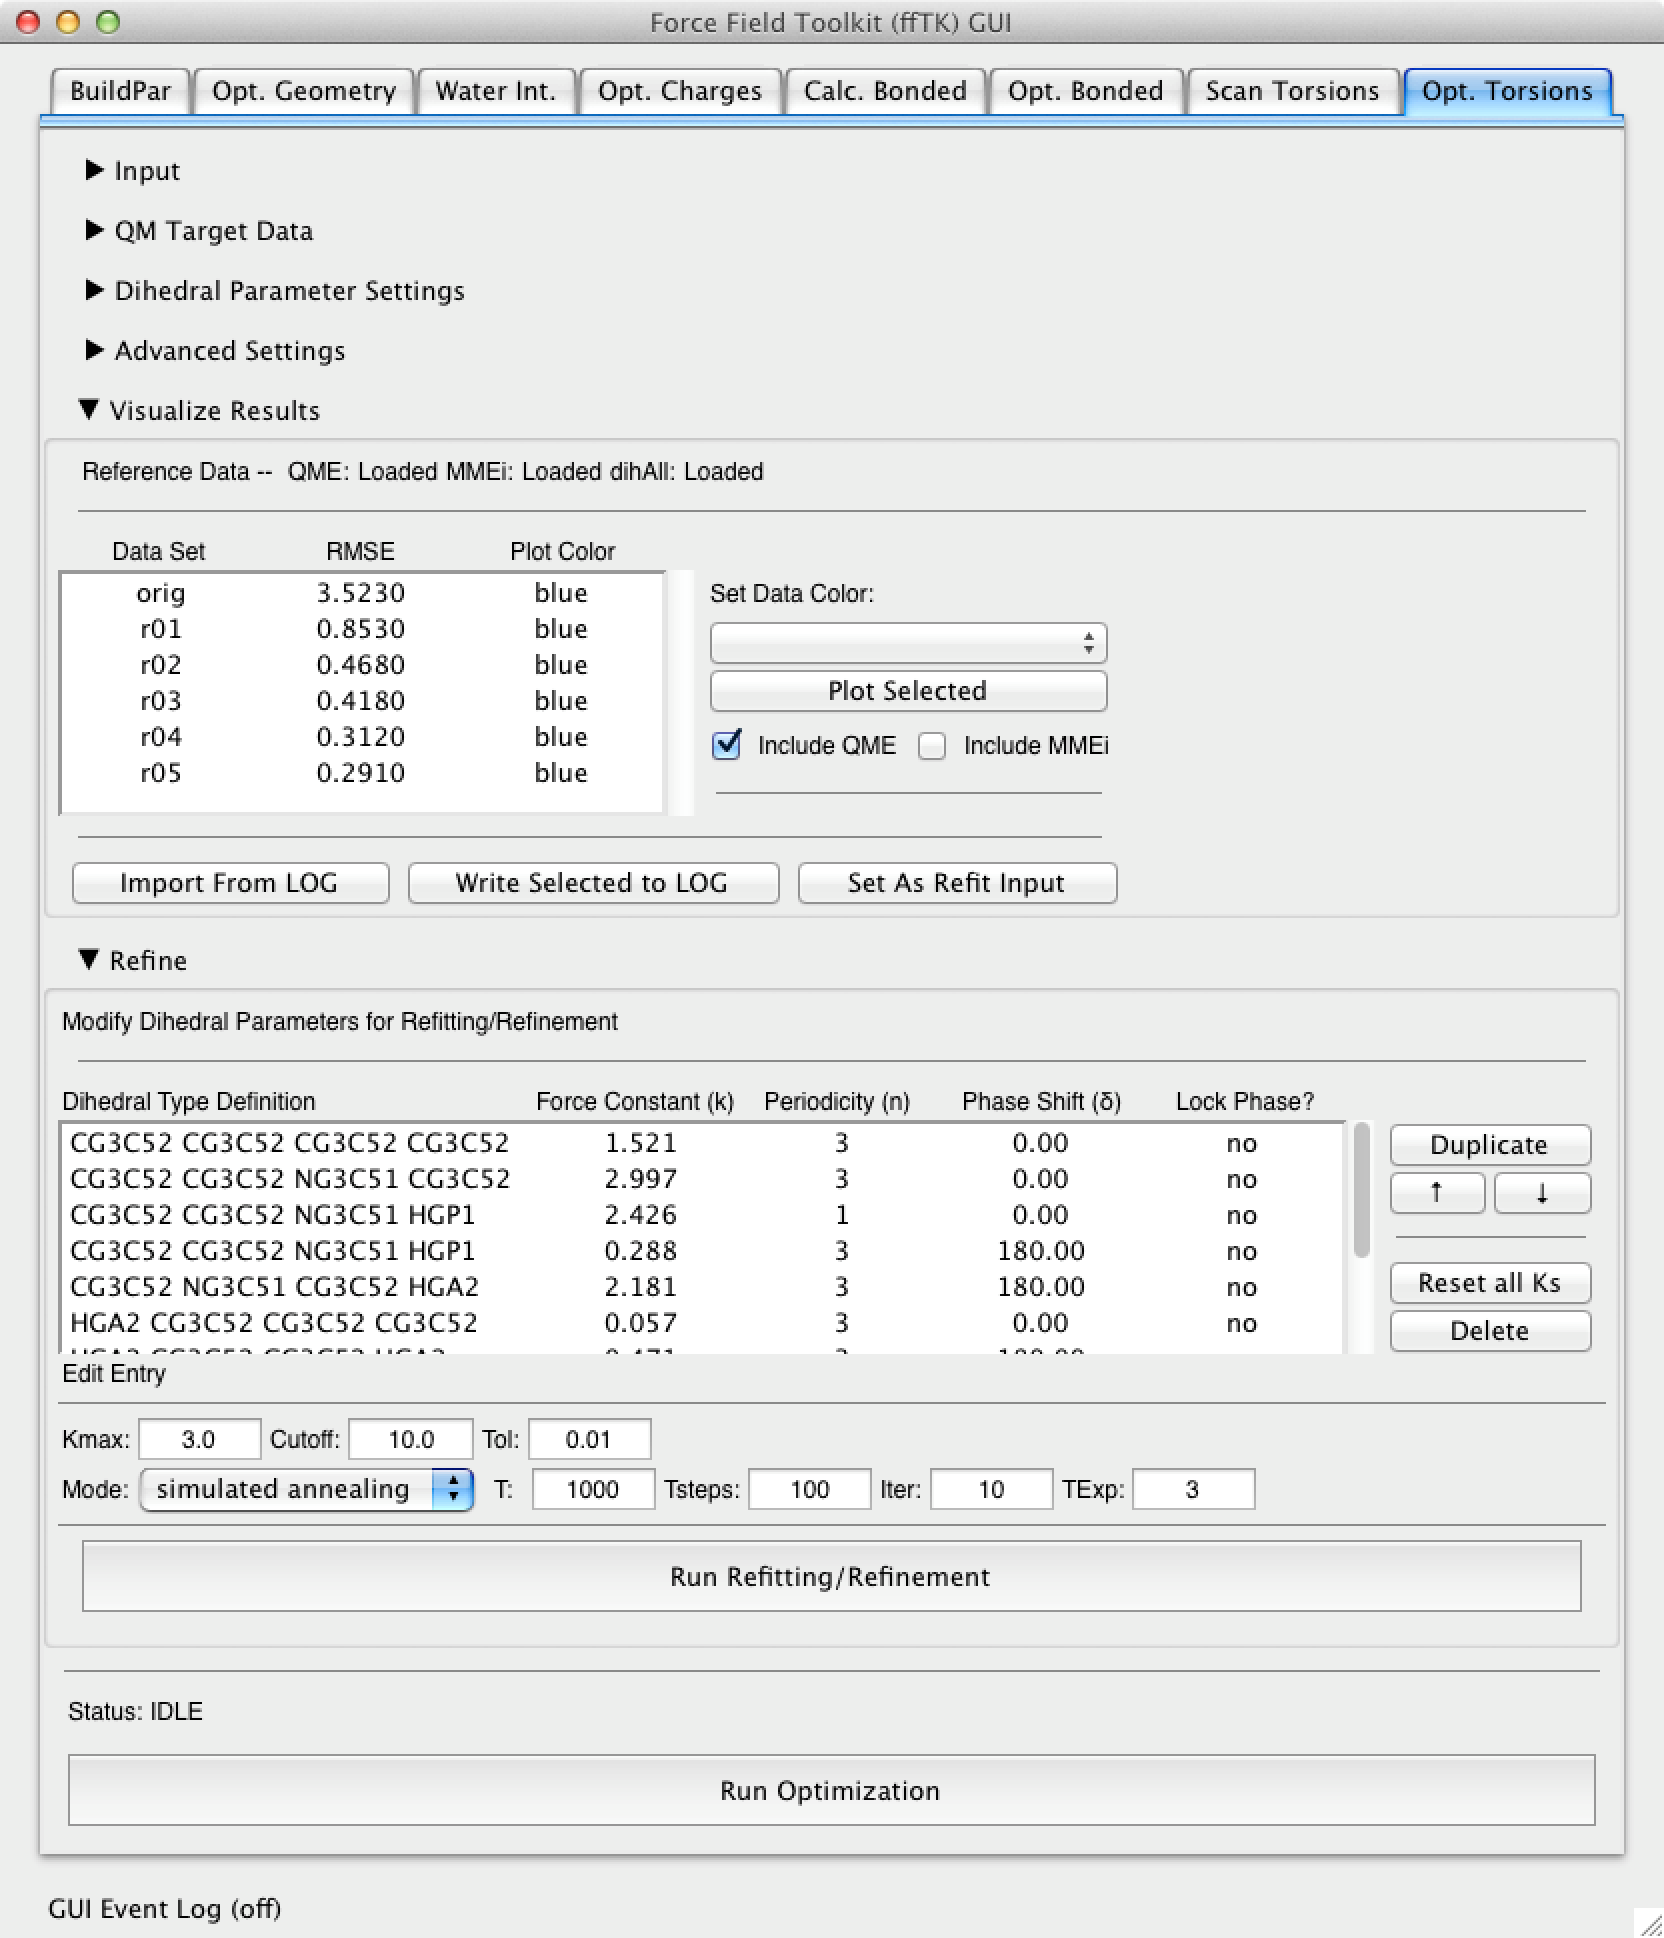 Force Field Toolkit (ffTK) GUI
BuildPar Opt. Geometry Water Int. Opt. Charges Calc. Bonded Opt. Bonded Scan Torsions Opt. Torsions
Input
QM Target Data
Dihedral Parameter Settings
Advanced Settings
Visualize Results
Reference Data -- QME: Loaded MMEi: Loaded dihAll: Loaded
Data Set RMSE Plot Color
orig 3.5230 blue
r01 0.8530 blue
r02 0.4680 blue
r03 0.4180 blue
r04 0.3120 blue
r05 0.2910 blue
Set Data Color:
Plot Selected
Include QME Include MMEi
Import From LOG Write Selected to LOG Set As Refit Input
Refine
Modify Dihedral Parameters for Refitting/Refinement
Dihedral Type Definition Force Constant (k) Periodicity (n) Phase Shift (δ) Lock Phase?
CG3C52 CG3C52 CG3C52 CG3C52 1.521 3 0.00 no
CG3C52 CG3C52 NG3C51 CG3C52 2.997 3 0.00 no
CG3C52 CG3C52 NG3C51 HGP1 2.426 1 0.00 no
CG3C52 CG3C52 NG3C51 HGP1 0.288 3 180.00 no
CG3C52 NG3C51 CG3C52 HGA2 2.181 3 180.00 no
HGA2 CG3C52 CG3C52 CG3C52 0.057 3 0.00 no
Duplicate
↑ ↓
Reset all Ks
Delete
Edit Entry
Kmax: 3.0 Cutoff: 10.0 Tol: 0.01
Mode: simulated annealing T: 1000 Tsteps: 100 Iter: 10 TExp: 3
Run Refitting/Refinement
Status: IDLE
Run Optimization
GUI Event Log (off)